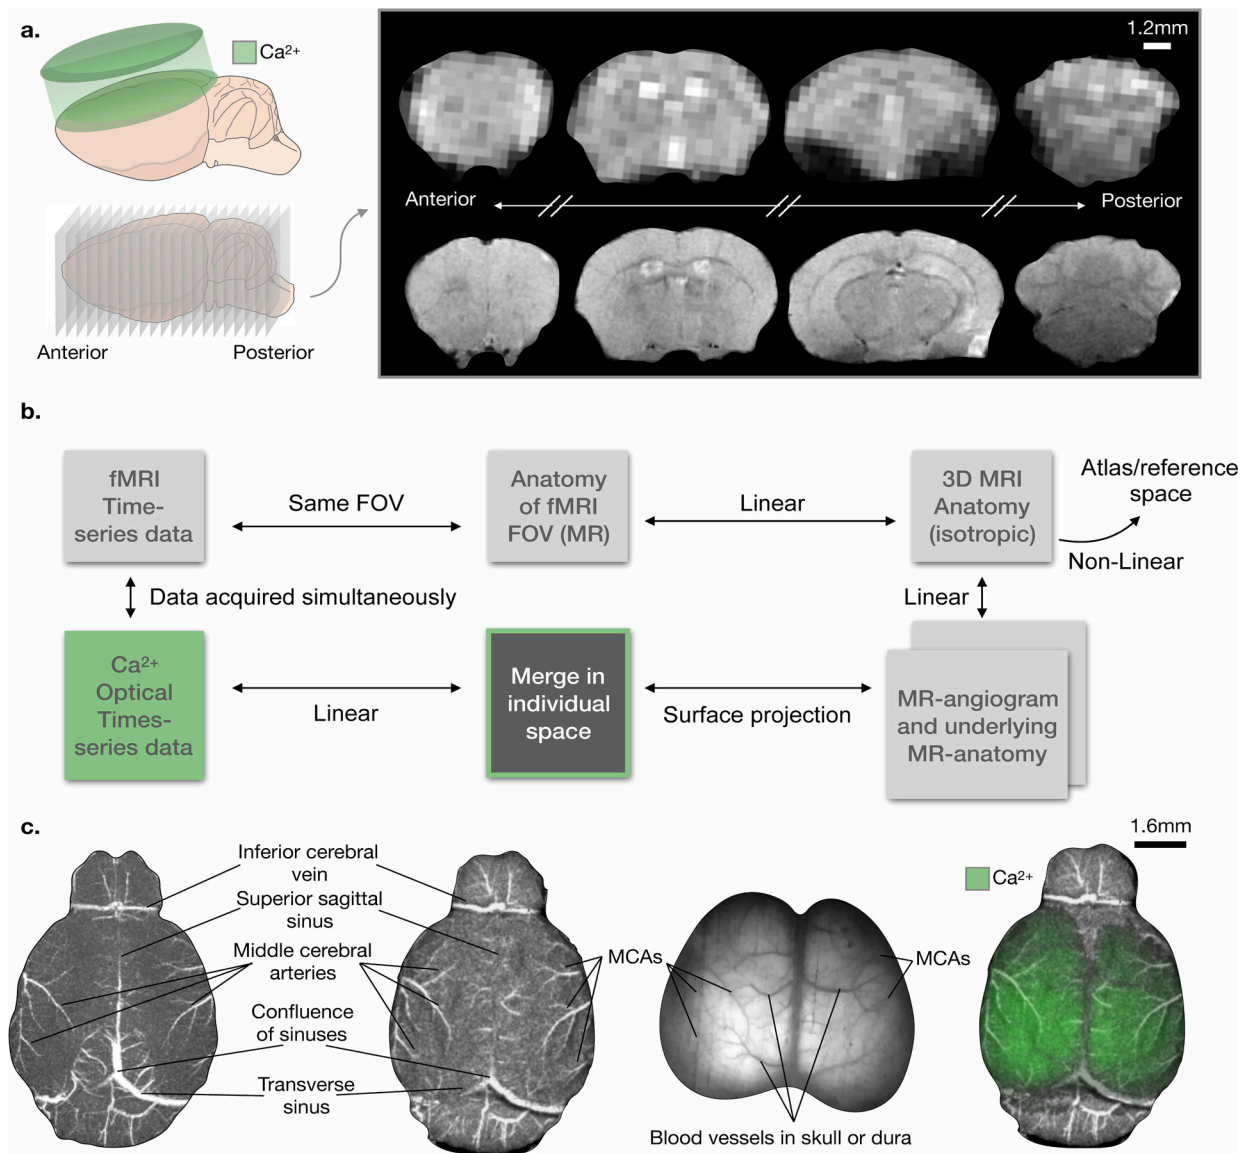 a.
Ca²⁺
1.2mm
Anterior
Posterior
Anterior
Posterior
b.
fMRI
Time-
series data
Same FOV
Anatomy
of fMRI
FOV (MR)
Linear
3D MRI
Anatomy
(isotropic)
Atlas/reference
space
Non-Linear
Data acquired simultaneously
Linear
Ca²⁺
Optical
Times-
series data
Linear
Merge in
individual
space
Surface projection
MR-angiogram
and underlying
MR-anatomy
c.
1.6mm
Inferior cerebral
vein
Superior sagittal
sinus
Middle cerebral
arteries
Confluence
of sinuses
Transverse
sinus
MCAs
MCAs
Blood vessels in skull or dura
Ca²⁺